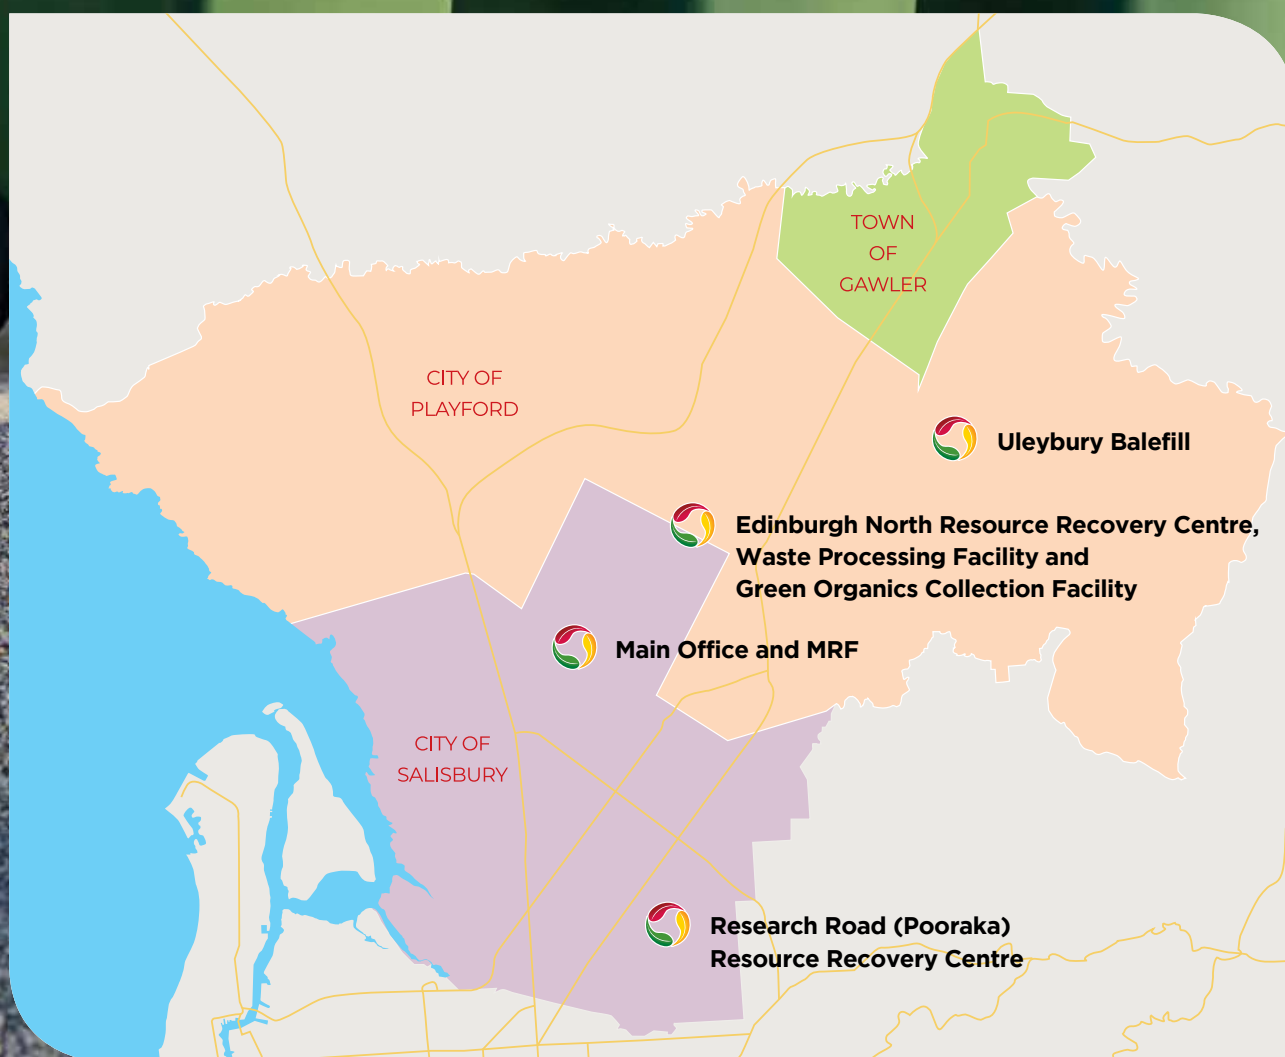 TOWN
OF
GAWLER
CITY OF
PLAYFORD
Uleybury Balefill
Edinburgh North Resource Recovery Centre,
Waste Processing Facility and
Green Organics Collection Facility
Main Office and MRF
CITY OF
SALISBURY
Research Road (Pooraka)
Resource Recovery Centre